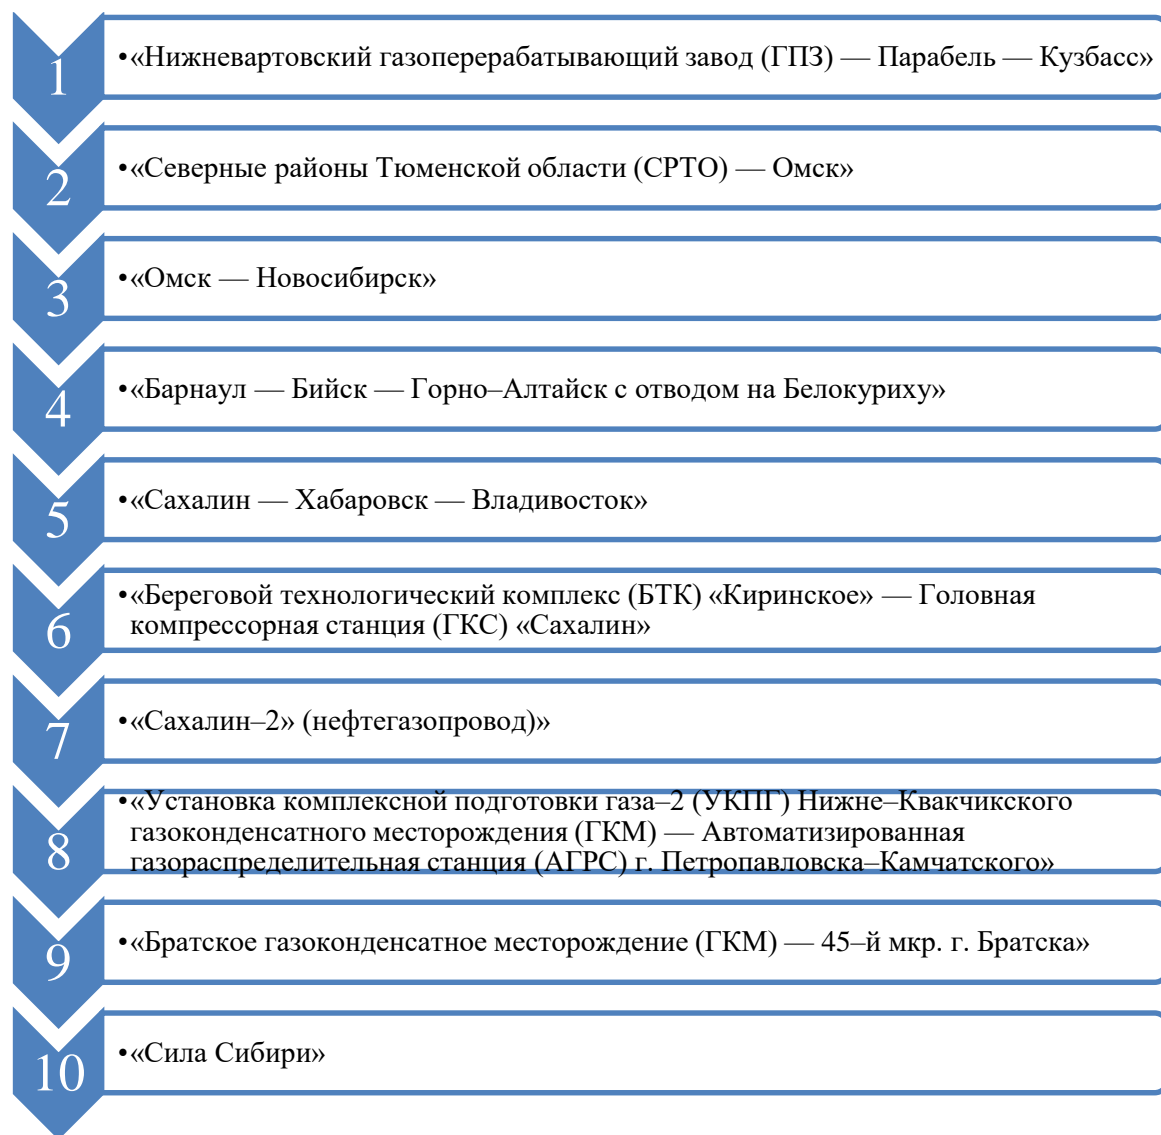 1
•«Нижневартовский газоперерабатывающий завод (ГПЗ) — Парабель — Кузбасс»
2
•«Северные районы Тюменской области (СРТО) — Омск»
3
•«Омск — Новосибирск»
4
•«Барнаул — Бийск — Горно–Алтайск с отводом на Белокуриху»
5
•«Сахалин — Хабаровск — Владивосток»
6
•«Береговой технологический комплекс (БТК) «Киринское» — Головная
компрессорная станция (ГКС) «Сахалин»
7
•«Сахалин–2» (нефтегазопровод)»
8
•«Установка комплексной подготовки газа–2 (УКПГ) Нижне–Квакчикского
газоконденсатного месторождения (ГКМ) — Автоматизированная
газораспределительная станция (АГРС) г. Петропавловска–Камчатского»
9
•«Братское газоконденсатное месторождение (ГКМ) — 45–й мкр. г. Братска»
10
•«Сила Сибири»